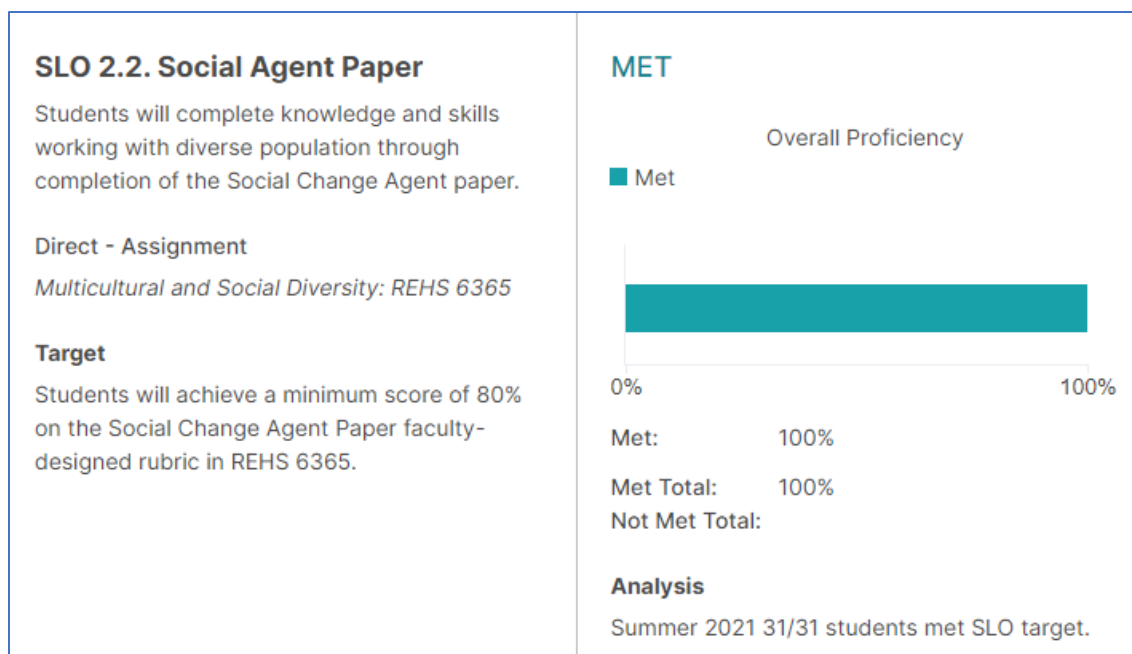 SLO 2.2. Social Agent Paper
Students will complete knowledge and skills
working with diverse population through
completion of the Social Change Agent paper.
Direct - Assignment
Multicultural and Social Diversity: REHS 6365
Target
Students will achieve a minimum score of 80%
on the Social Change Agent Paper faculty-
designed rubric in REHS 6365.
MET
Overall Proficiency
Met
0% 100%
Met: 100%
Met Total: 100%
Not Met Total:
Analysis
Summer 2021 31/31 students met SLO target.